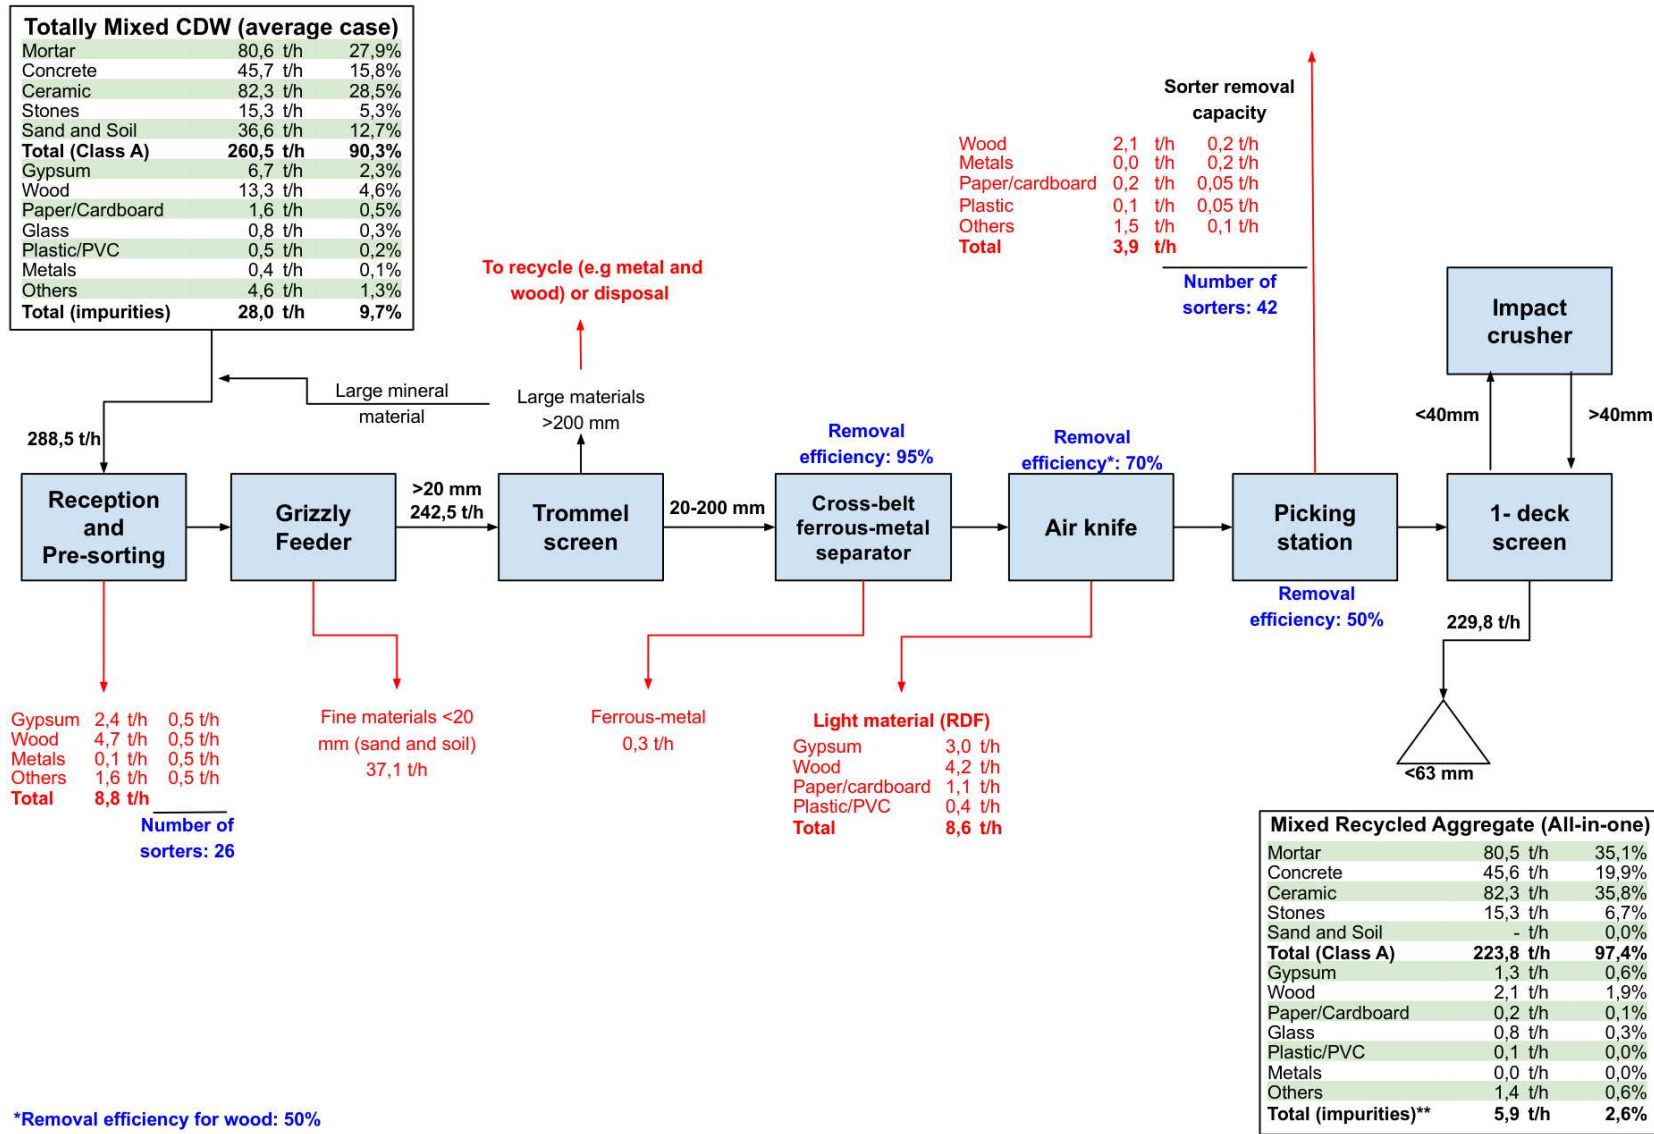 Totally Mixed CDW (average case)
Mortar 80,6 t/h 27,9%
Concrete 45,7 t/h 15,8%
Ceramic 82,3 t/h 28,5%
Stones 15,3 t/h 5,3%
Sand and Soil 36,6 t/h 12,7%
Total (Class A) 260,5 t/h 90,3%
Gypsum 6,7 t/h 2,3%
Wood 13,3 t/h 4,6%
Paper/Cardboard 1,6 t/h 0,5%
Glass 0,8 t/h 0,3%
Plastic/PVC 0,5 t/h 0,2%
Metals 0,4 t/h 0,1%
Others 4,6 t/h 1,3%
Total (impurities) 28,0 t/h 9,7%
Sorter removal
capacity
Wood 2,1 t/h 0,2 t/h
Metals 0,0 t/h 0,2 t/h
Paper/cardboard 0,2 t/h 0,05 t/h
Plastic 0,1 t/h 0,05 t/h
Others 1,5 t/h 0,1 t/h
Total 3,9 t/h
Number of
sorters: 42
To recycle (e.g metal and
wood) or disposal
Large mineral
material
Large materials
>200 mm
288,5 t/h
Reception
and
Pre-sorting
Grizzly
Feeder
>20 mm
242,5 t/h
Trommel
screen
20-200 mm
Removal
efficiency: 95%
Cross-belt
ferrous-metal
separator
Removal
efficiency*: 70%
Air knife
Picking
station
Removal
efficiency: 50%
Impact
crusher
<40mm
>40mm
1- deck
screen
229,8 t/h
<63 mm
Gypsum 2,4 t/h 0,5 t/h
Wood 4,7 t/h 0,5 t/h
Metals 0,1 t/h 0,5 t/h
Others 1,6 t/h 0,5 t/h
Total 8,8 t/h
Number of
sorters: 26
Fine materials <20
mm (sand and soil)
37,1 t/h
Ferrous-metal
0,3 t/h
Light material (RDF)
Gypsum 3,0 t/h
Wood 4,2 t/h
Paper/cardboard 1,1 t/h
Plastic/PVC 0,4 t/h
Total 8,6 t/h
Mixed Recycled Aggregate (All-in-one)
Mortar 80,5 t/h 35,1%
Concrete 45,6 t/h 19,9%
Ceramic 82,3 t/h 35,8%
Stones 15,3 t/h 6,7%
Sand and Soil - t/h 0,0%
Total (Class A) 223,8 t/h 97,4%
Gypsum 1,3 t/h 0,6%
Wood 2,1 t/h 1,9%
Paper/Cardboard 0,2 t/h 0,1%
Glass 0,8 t/h 0,3%
Plastic/PVC 0,1 t/h 0,0%
Metals 0,0 t/h 0,0%
Others 1,4 t/h 0,6%
Total (impurities)** 5,9 t/h 2,6%
*Removal efficiency for wood: 50%